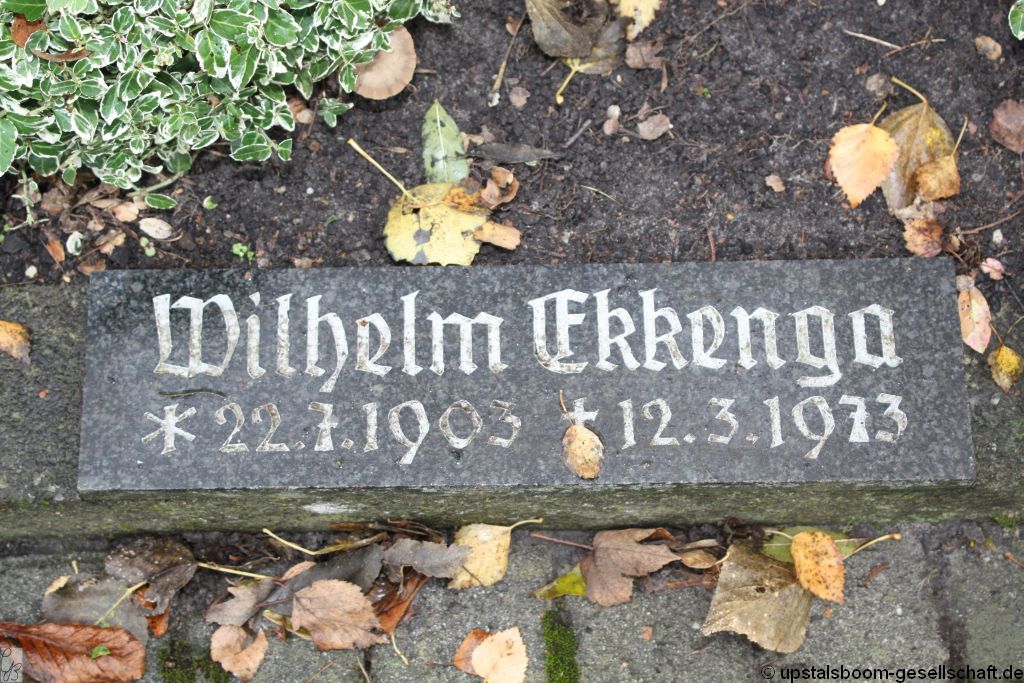 Wilhelm Ekkenga
* 22.7.1903 † 12.3.1973
© upstalsboom-gesellschaft.de